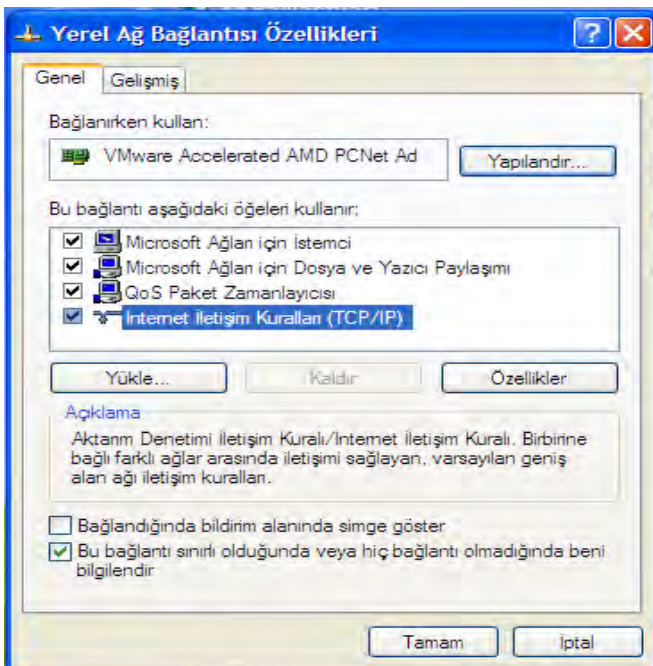 Yerel Ağ Bağlantısı Özellikleri
Genel Gelişmiş
Bağlanırken kullan:
VMware Accelerated AMD PCNet Ad Yapılandır...
Bu bağlantı aşağıdaki öğeleri kullanır:
Microsoft Ağları için İstemci
Microsoft Ağları için Dosya ve Yazıcı Paylaşımı
QoS Paket Zamanlayıcısı
Internet İletişim Kuralları (TCP/IP)
Yükle... Kaldır Özellikler
Açıklama
Aktarım Denetimi İletişim Kuralı/Internet İletişim Kuralı. Birbirine
bağlı farklı ağlar arasında iletişimi sağlayan, varsayılan geniş
alan ağı iletişim kuralları.
Bağlandığında bildirim alanında simge göster
Bu bağlantı sınırlı olduğunda veya hiç bağlantı olmadığında beni
bilgilendir
Tamam İptal